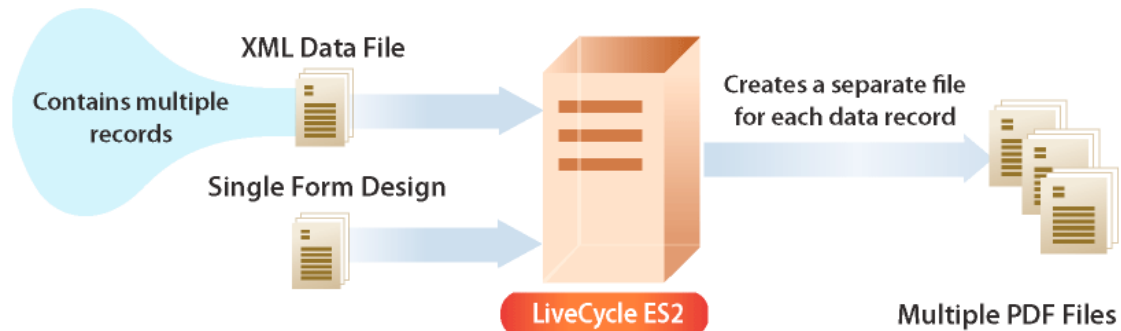 XML Data File
Contains multiple
records
Single Form Design
LiveCycle ES2
Creates a separate file
for each data record
Multiple PDF Files